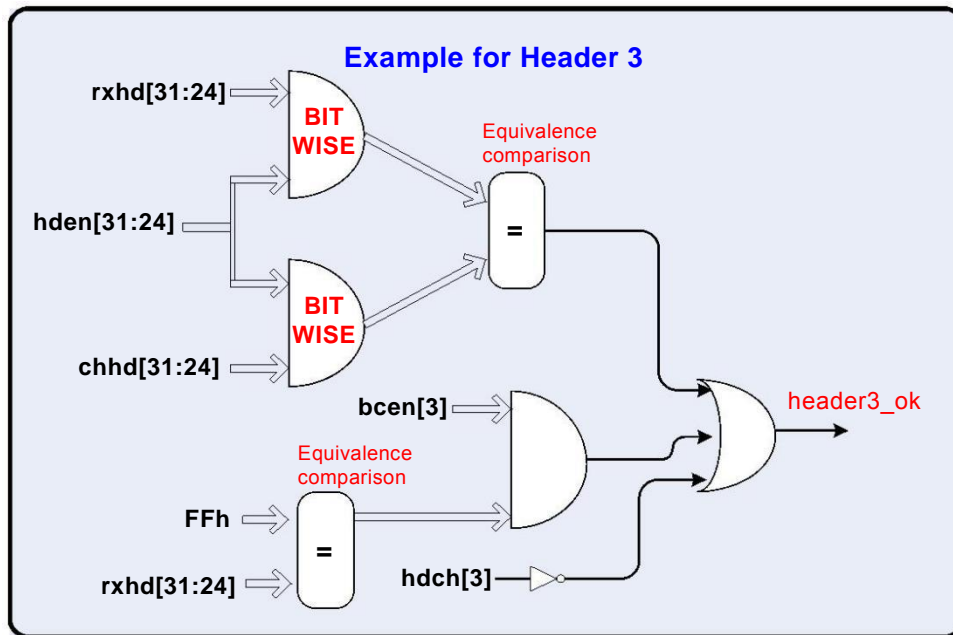 Example for Header 3
rxhd[31:24]
BIT
WISE
Equivalence
comparison
hden[31:24]
=
BIT
WISE
chhd[31:24]
bcen[3]
header3_ok
Equivalence
comparison
FFh
=
rxhd[31:24]
hdch[3]